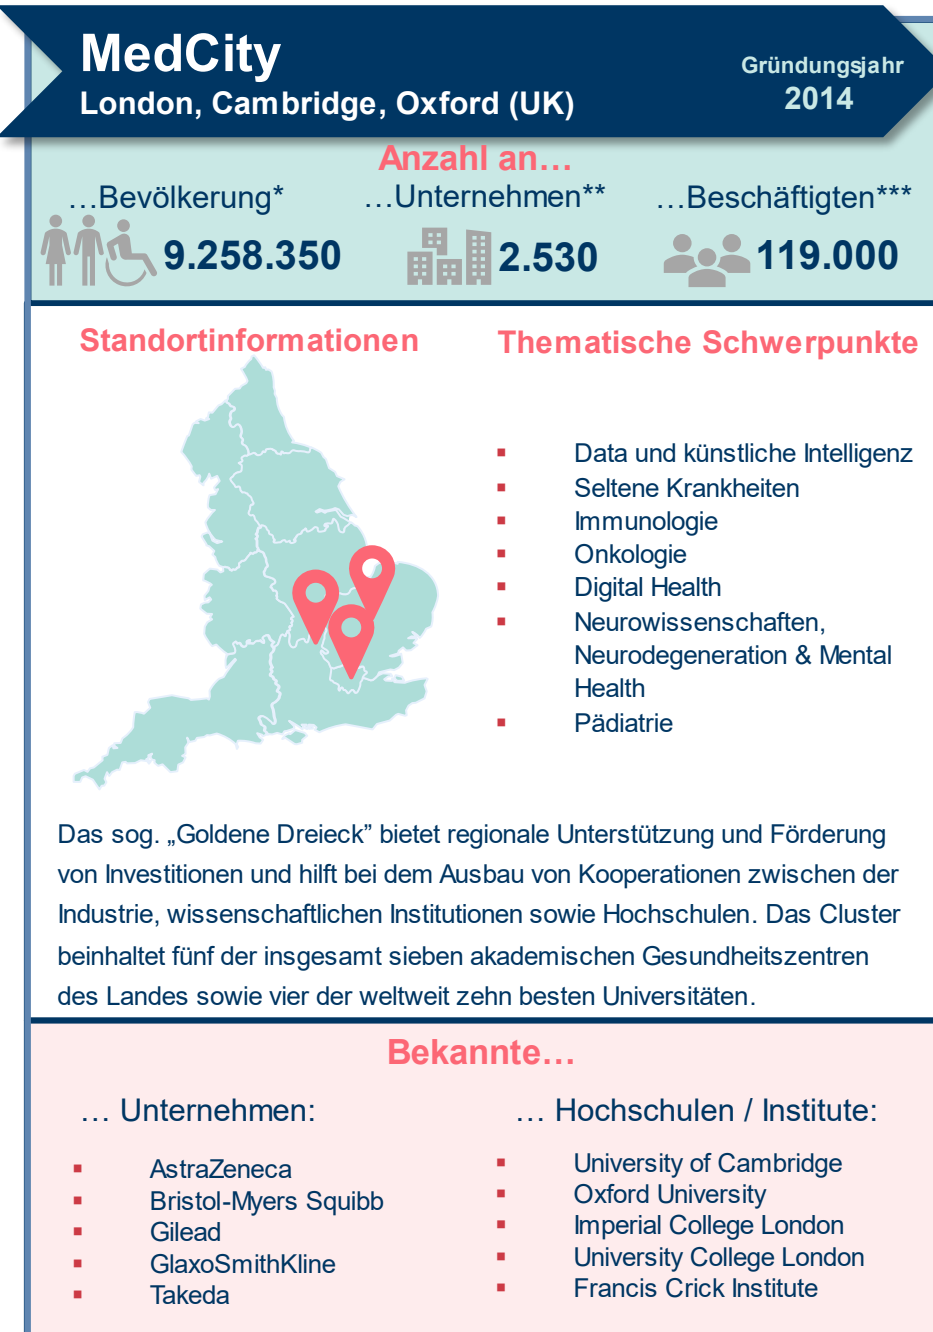 MedCity
London, Cambridge, Oxford (UK)
Gründungsjahr
2014
Anzahl an…
…Bevölkerung*
9.258.350
…Unternehmen**
2.530
…Beschäftigten***
119.000
Standortinformationen
Thematische Schwerpunkte
▪ Data und künstliche Intelligenz
▪ Seltene Krankheiten
▪ Immunologie
▪ Onkologie
▪ Digital Health
▪ Neurowissenschaften,
Neurodegeneration & Mental
Health
▪ Pädiatrie
Das sog. „Goldene Dreieck” bietet regionale Unterstützung und Förderung
von Investitionen und hilft bei dem Ausbau von Kooperationen zwischen der
Industrie, wissenschaftlichen Institutionen sowie Hochschulen. Das Cluster
beinhaltet fünf der insgesamt sieben akademischen Gesundheitszentren
des Landes sowie vier der weltweit zehn besten Universitäten.
Bekannte…
… Unternehmen:
▪ AstraZeneca
▪ Bristol-Myers Squibb
▪ Gilead
▪ GlaxoSmithKline
▪ Takeda
… Hochschulen / Institute:
▪ University of Cambridge
▪ Oxford University
▪ Imperial College London
▪ University College London
▪ Francis Crick Institute